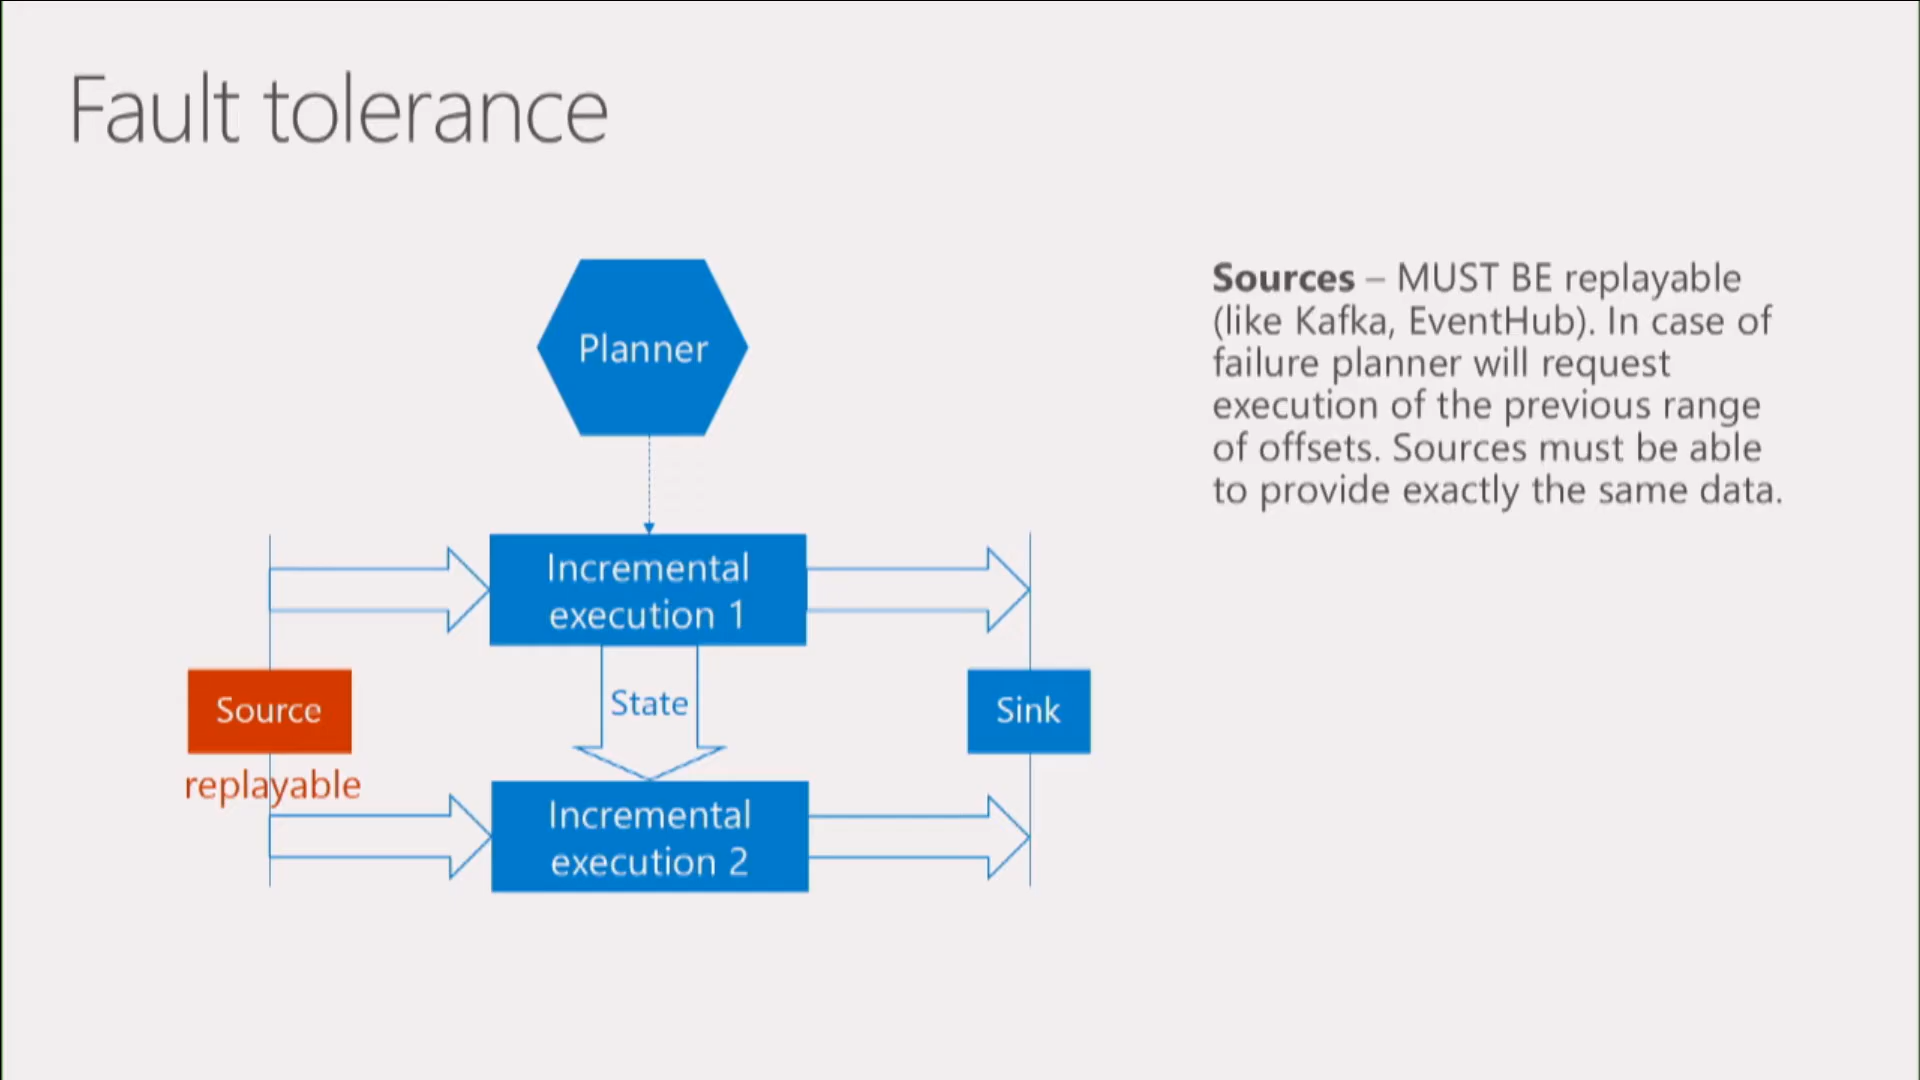 Fault tolerance
Planner
Sources – MUST BE replayable
(like Kafka, EventHub). In case of
failure planner will request
execution of the previous range
of offsets. Sources must be able
to provide exactly the same data.
Incremental
execution 1
Source
replayable
State
Sink
Incremental
execution 2